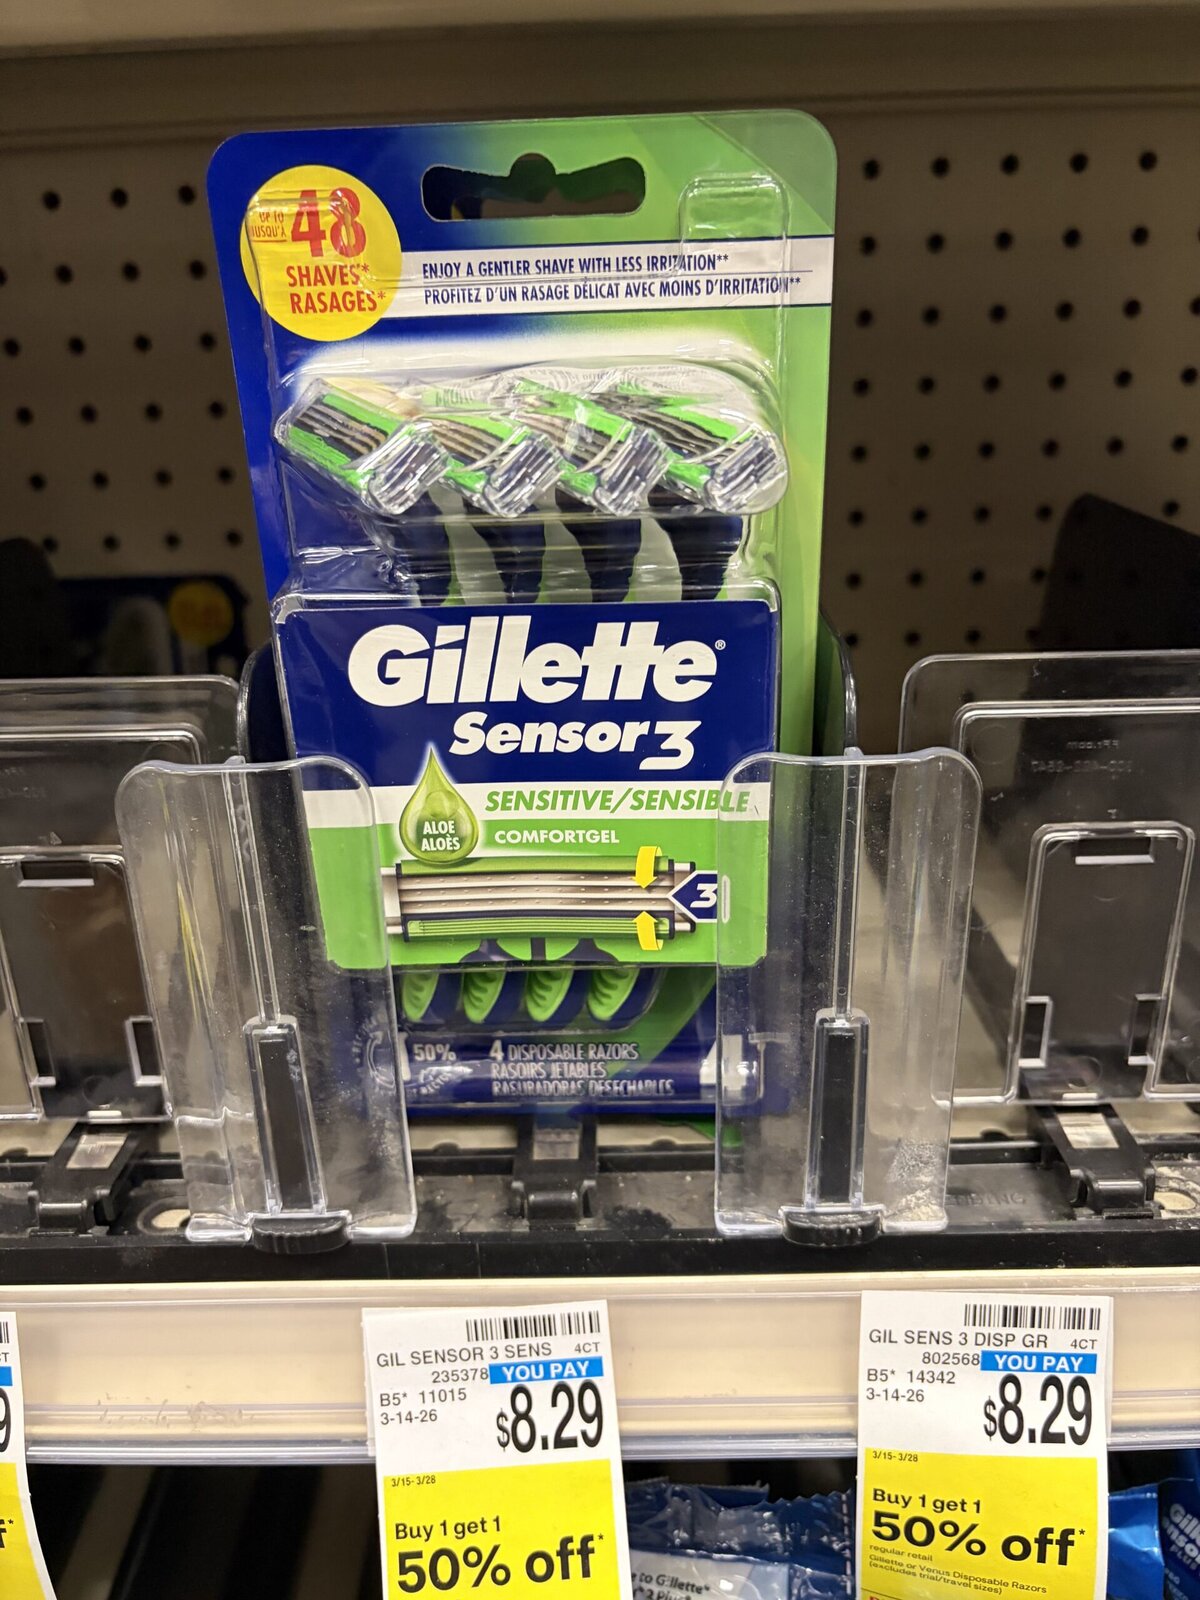 UP TO
JUSQU'À
48
SHAVES*
RASAGES*
ENJOY A GENTLER SHAVE WITH LESS IRRITATION**
PROFITEZ D'UN RASAGE DÉLICAT AVEC MOINS D'IRRITATION**
Gillette®
Sensor3
SENSITIVE/SENSIBLE
ALOE
ALOÈS
COMFORTGEL
3
50%
4 DISPOSABLE RAZORS
RASOIRS JETABLES
RASURADORAS DESECHABLES
4
GIL SENSOR 3 SENS 4CT
235378 YOU PAY
B5* 11015
3-14-26
$8.29
3/15-3/28
Buy 1 get 1
50% off*
GIL SENS 3 DISP GR 4CT
802568 YOU PAY
B5* 14342
3-14-26
$8.29
3/15-3/28
Buy 1 get 1
50% off*
regular retail
Gillette or Venus Disposable Razors
(excludes trial/travel sizes)
to Gillette®